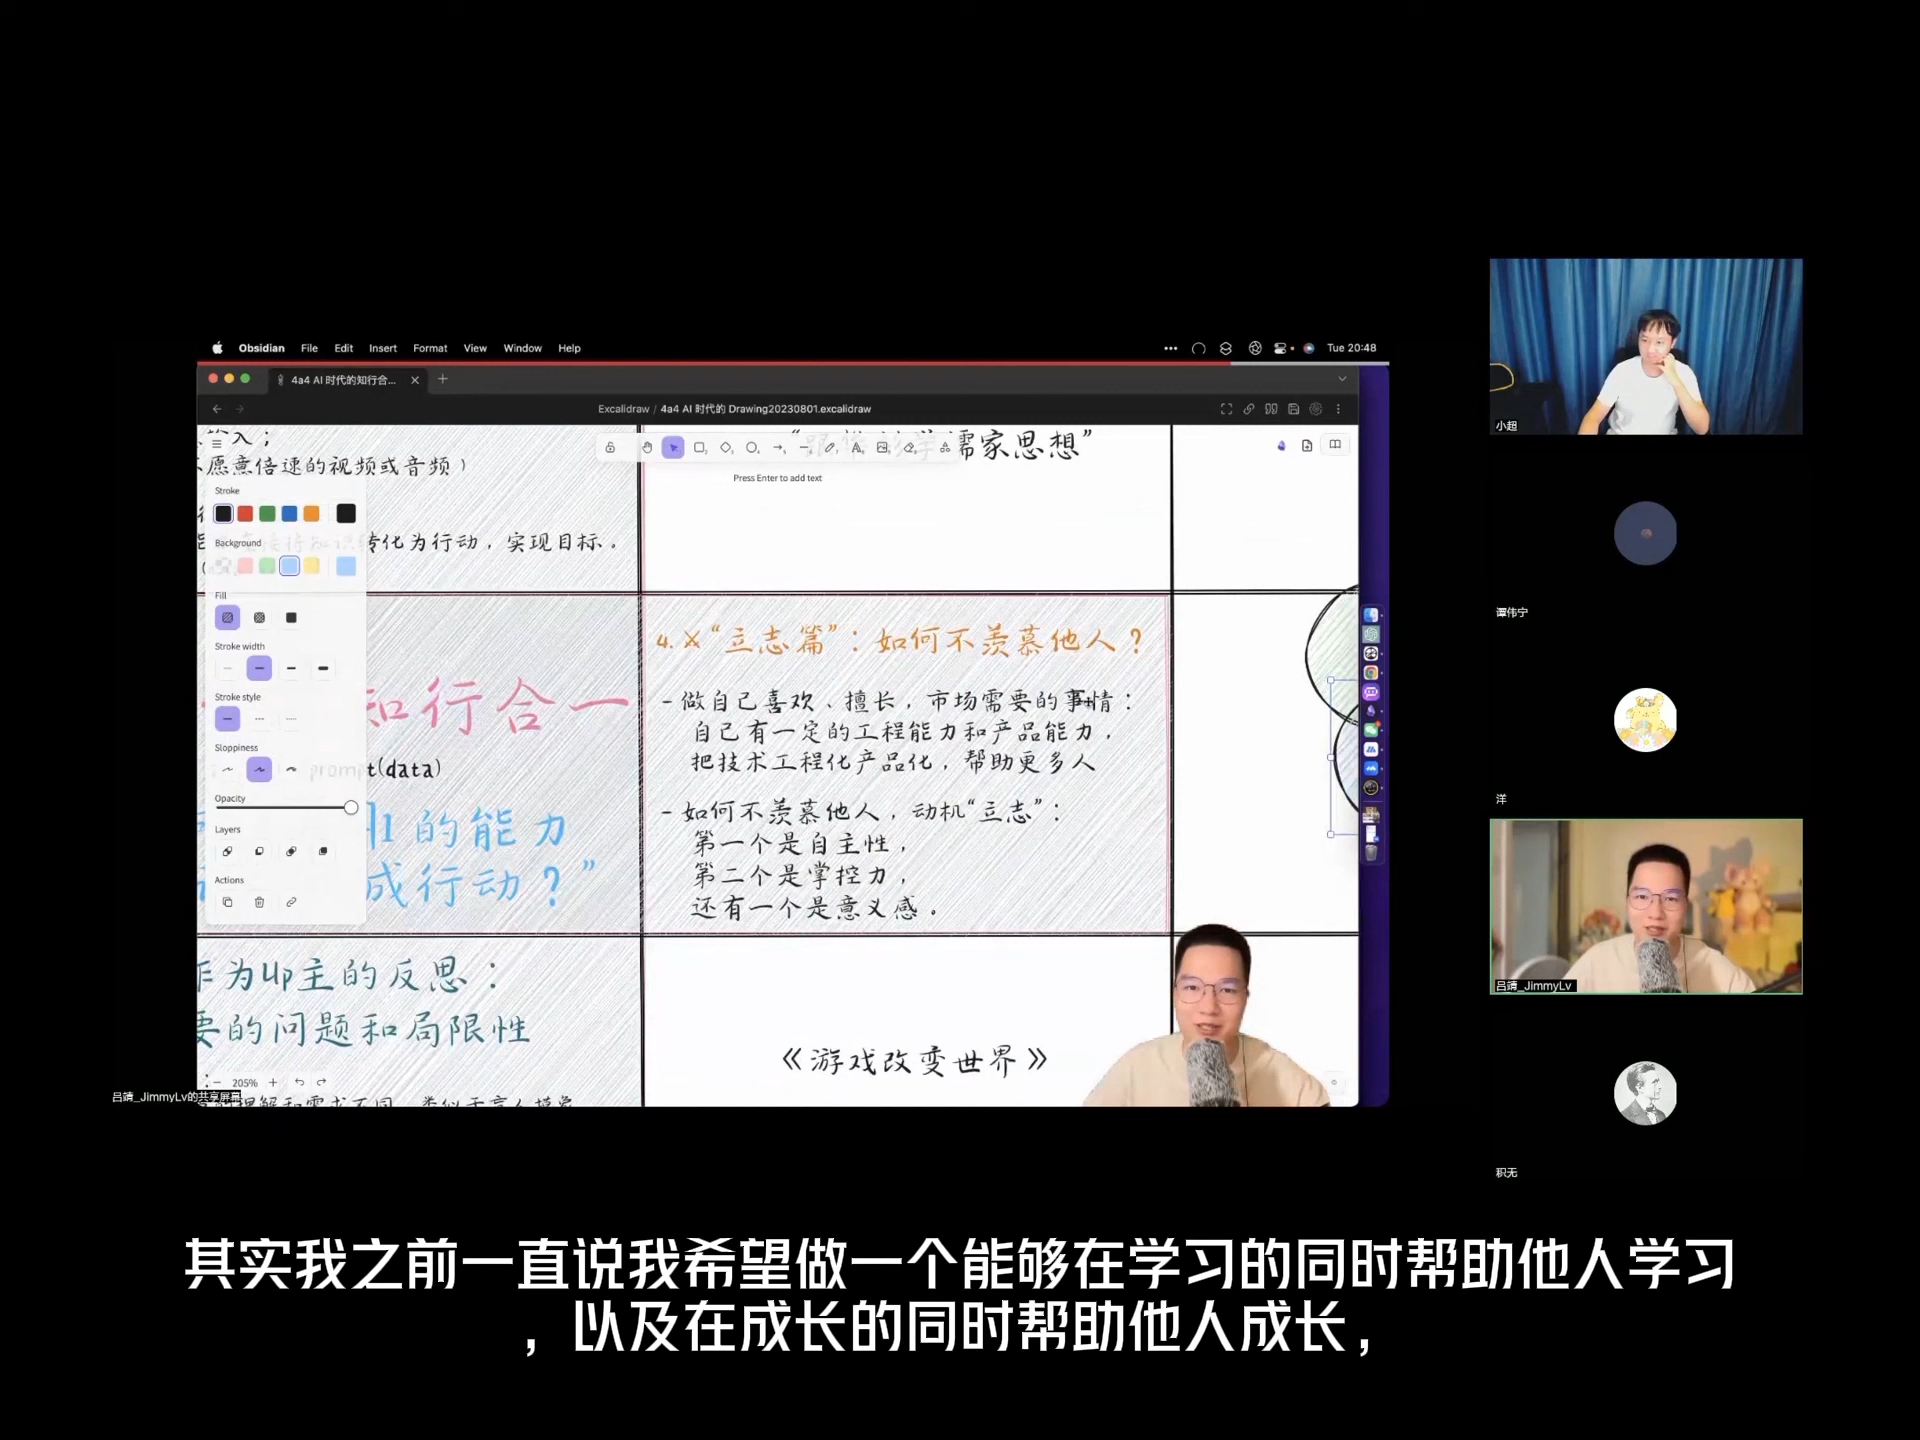 Obsidian File Edit Insert Format View Window Help
Tue 20:48
4a4 AI 时代的知行合...
Excalidraw / 4a4 AI 时代的 Drawing20230801.excalidraw
输入；
愿意倍速的视频或音频）
儒家思想”
Press Enter to add text
Stroke
Background
转化为行动，实现目标。
Fill
Stroke width
Stroke style
Sloppiness
Opacity
Layers
Actions
知行合一
prompt(data)
的能力
成行动？”
4.X“立志篇”：如何不羡慕他人？
-做自己喜欢、擅长，市场需要的事情：
自己有一定的工程能力和产品能力，
把技术工程化产品化，帮助更多人
-如何不羡慕他人，动机“立志”：
第一个是自主性，
第二个是掌控力，
还有一个是意义感。
作为up主的反思：
要的问题和局限性
《游戏改变世界》
205%
吕靖_JimmyLv的共享屏幕
小超
谭伟宁
洋
吕靖_JimmyLv
积无
其实我之前一直说我希望做一个能够在学习的同时帮助他人学习
，以及在成长的同时帮助他人成长，